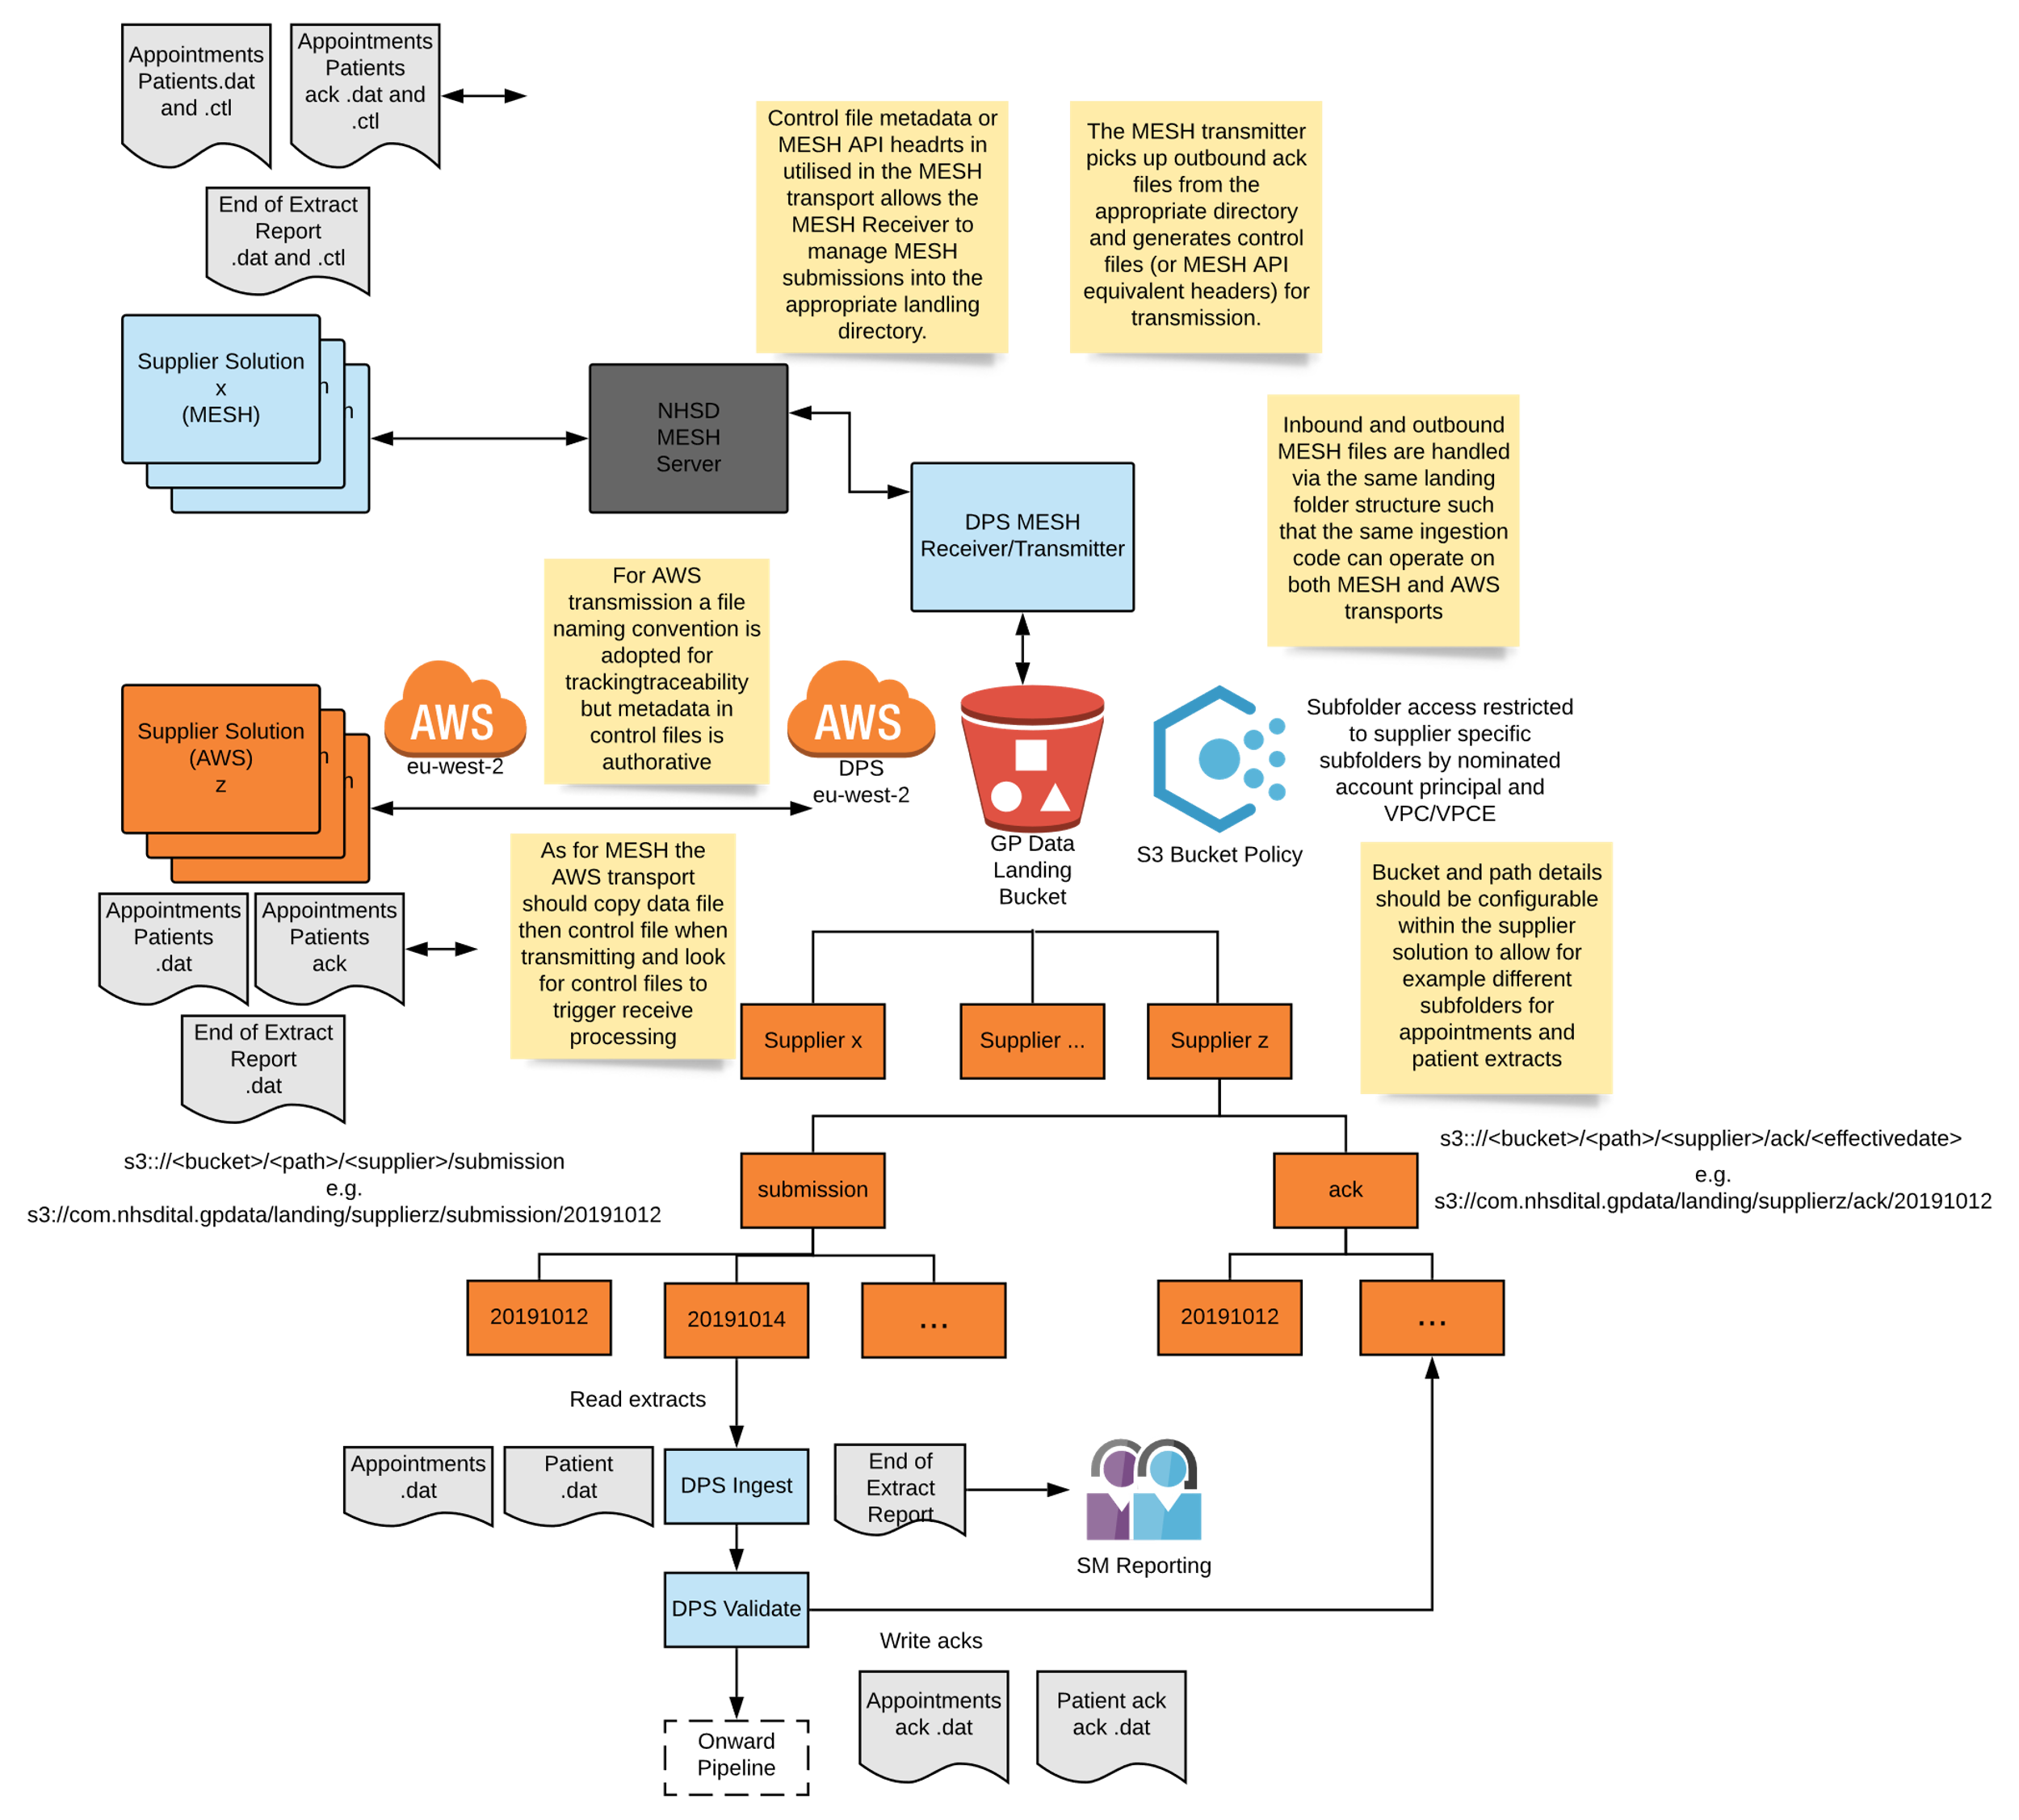 Appointments
Patients.dat
and .ctl
Appointments
Patients
ack .dat and
.ctl
End of Extract
Report
.dat and .ctl
Control file metadata or
MESH API headrts in
utilised in the MESH
transport allows the
MESH Receiver to
manage MESH
submissions into the
appropriate landing
directory.
The MESH transmitter
picks up outbound ack
files from the
appropriate directory
and generates control
files (or MESH API
equivalent headers) for
transmission.
Supplier Solution
x
(MESH)
n
n
NHSD
MESH
Server
DPS MESH
Receiver/Transmitter
Inbound and outbound
MESH files are handled
via the same landing
folder structure such
that the same ingestion
code can operate on
both MESH and AWS
transports
For AWS
transmission a file
naming convention is
adopted for
trackingtraceability
but metadata in
control files is
authorative
Supplier Solution
(AWS)
z
n
n
AWS
eu-west-2
AWS
DPS
eu-west-2
GP Data
Landing
Bucket
S3 Bucket Policy
Subfolder access restricted
to supplier specific
subfolders by nominated
account principal and
VPC/VPCE
As for MESH the
AWS transport
should copy data file
then control file when
transmitting and look
for control files to
trigger receive
processing
Bucket and path details
should be configurable
within the supplier
solution to allow for
example different
subfolders for
appointments and
patient extracts
Appointments
Patients
.dat
Appointments
Patients
ack
End of Extract
Report
.dat
Supplier x
Supplier ...
Supplier z
s3:://<bucket>/<path>/<supplier>/submission
e.g.
s3://com.nhsdital.gpdata/landing/supplierz/submission/20191012
submission
ack
s3:://<bucket>/<path>/<supplier>/ack/<effectivedate>
e.g.
s3://com.nhsdital.gpdata/landing/supplierz/ack/20191012
20191012
20191014
...
20191012
...
Read extracts
Appointments
.dat
Patient
.dat
DPS Ingest
End of
Extract
Report
SM Reporting
DPS Validate
Write acks
Appointments
ack .dat
Patient ack
ack .dat
Onward
Pipeline